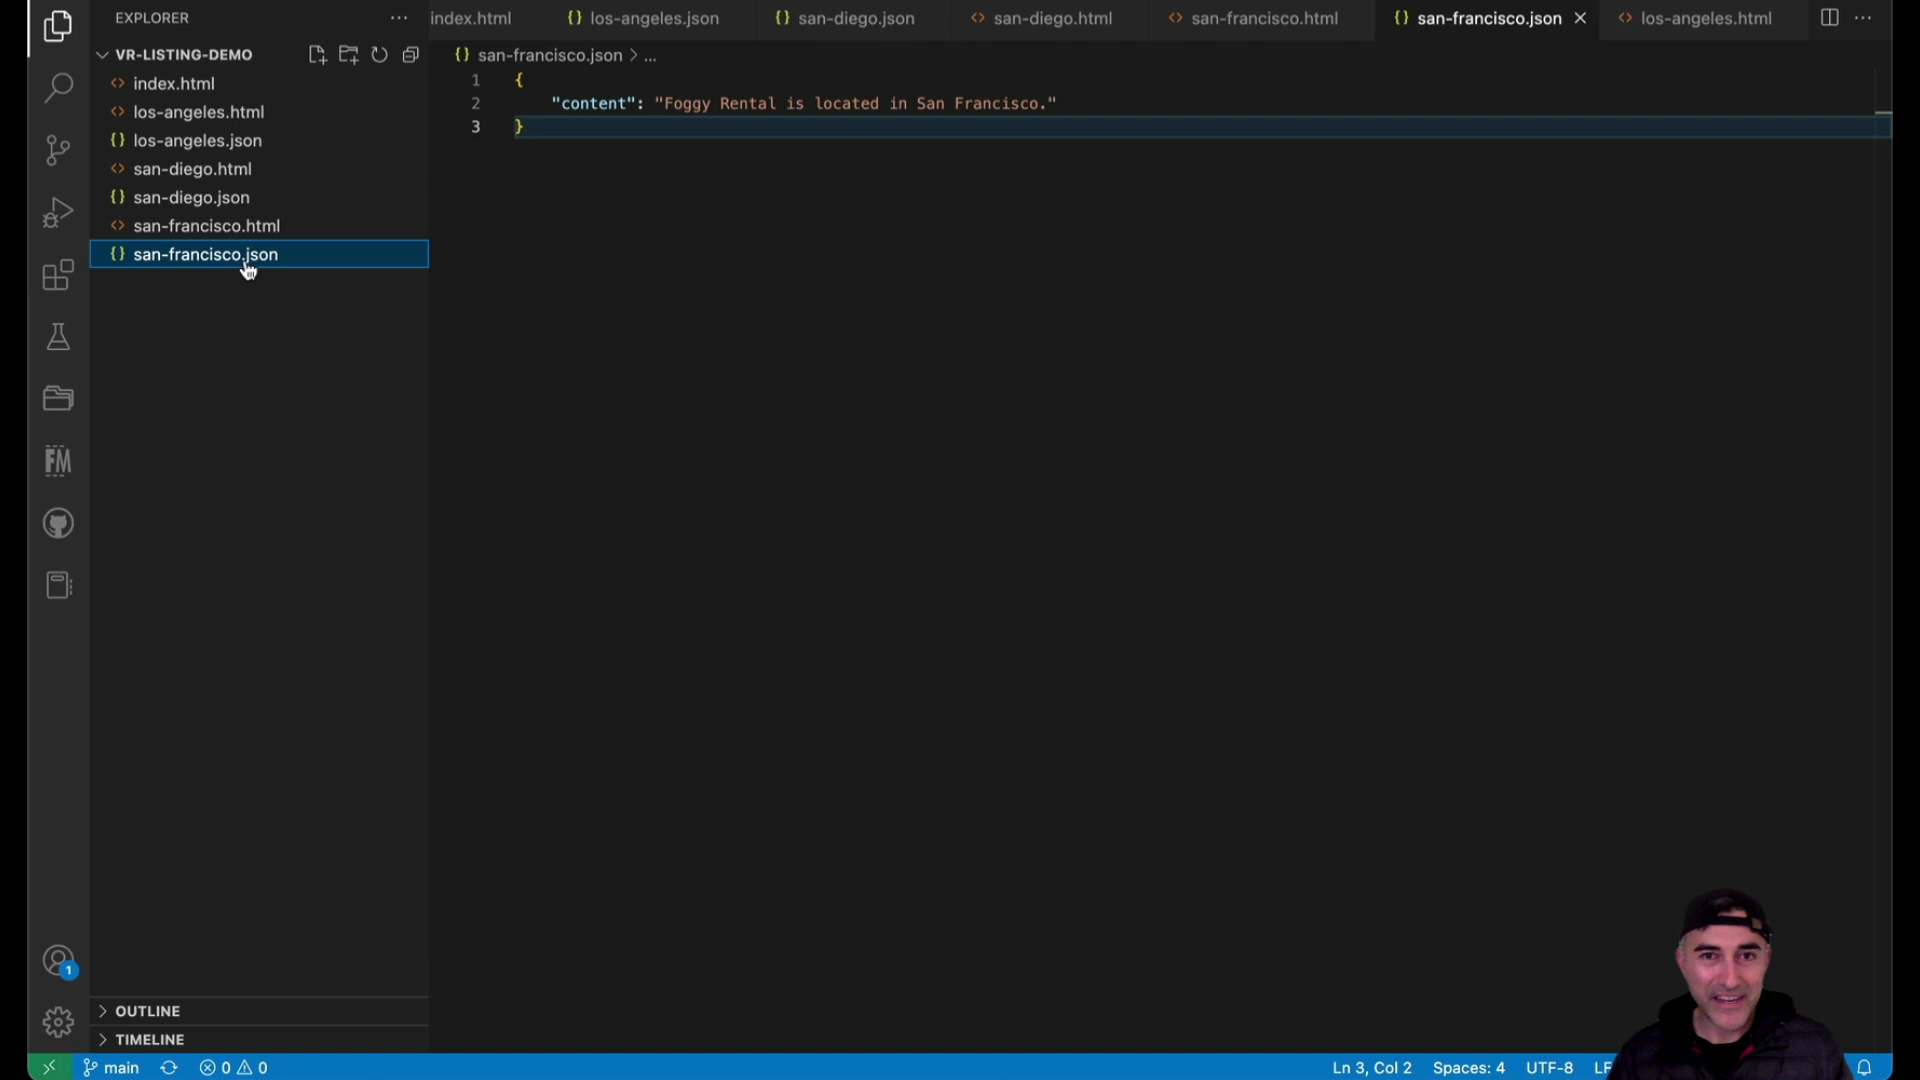 EXPLORER
index.html
los-angeles.json
san-diego.json
san-diego.html
san-francisco.html
san-francisco.json
los-angeles.html
VR-LISTING-DEMO
san-francisco.json > ...
index.html
los-angeles.html
los-angeles.json
san-diego.html
san-diego.json
san-francisco.html
san-francisco.json
1 {
2 "content": "Foggy Rental is located in San Francisco."
3 }
FM
1
OUTLINE
TIMELINE
main
0
0
Ln 3, Col 2
Spaces: 4
UTF-8
LF